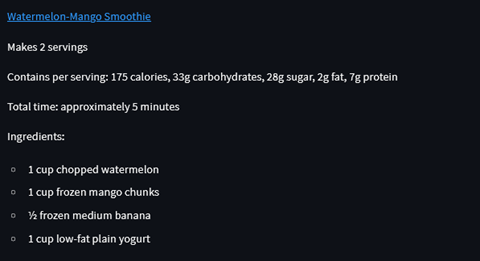 Watermelon-Mango Smoothie
Makes 2 servings
Contains per serving: 175 calories, 33g carbohydrates, 28g sugar, 2g fat, 7g protein
Total time: approximately 5 minutes
Ingredients:
1 cup chopped watermelon
1 cup frozen mango chunks
½ frozen medium banana
1 cup low-fat plain yogurt